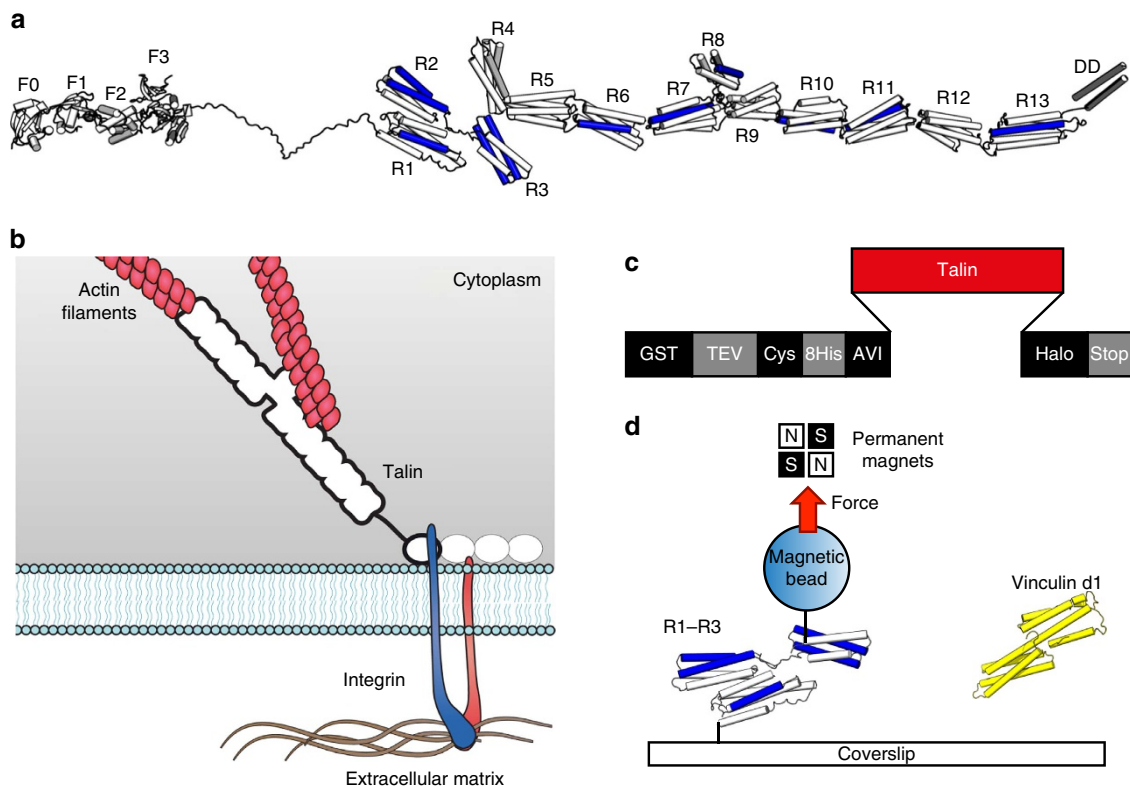 a
F0
F1
F2
F3
R1
R2
R3
R4
R5
R6
R7
R8
R9
R10
R11
R12
R13
DD
b
Actin
filaments
Cytoplasm
Talin
Integrin
Extracellular matrix
c
Talin
GST TEV Cys 8His AVI Halo Stop
d
N S
S N
Permanent
magnets
Force
Magnetic
bead
R1–R3
Vinculin d1
Coverslip